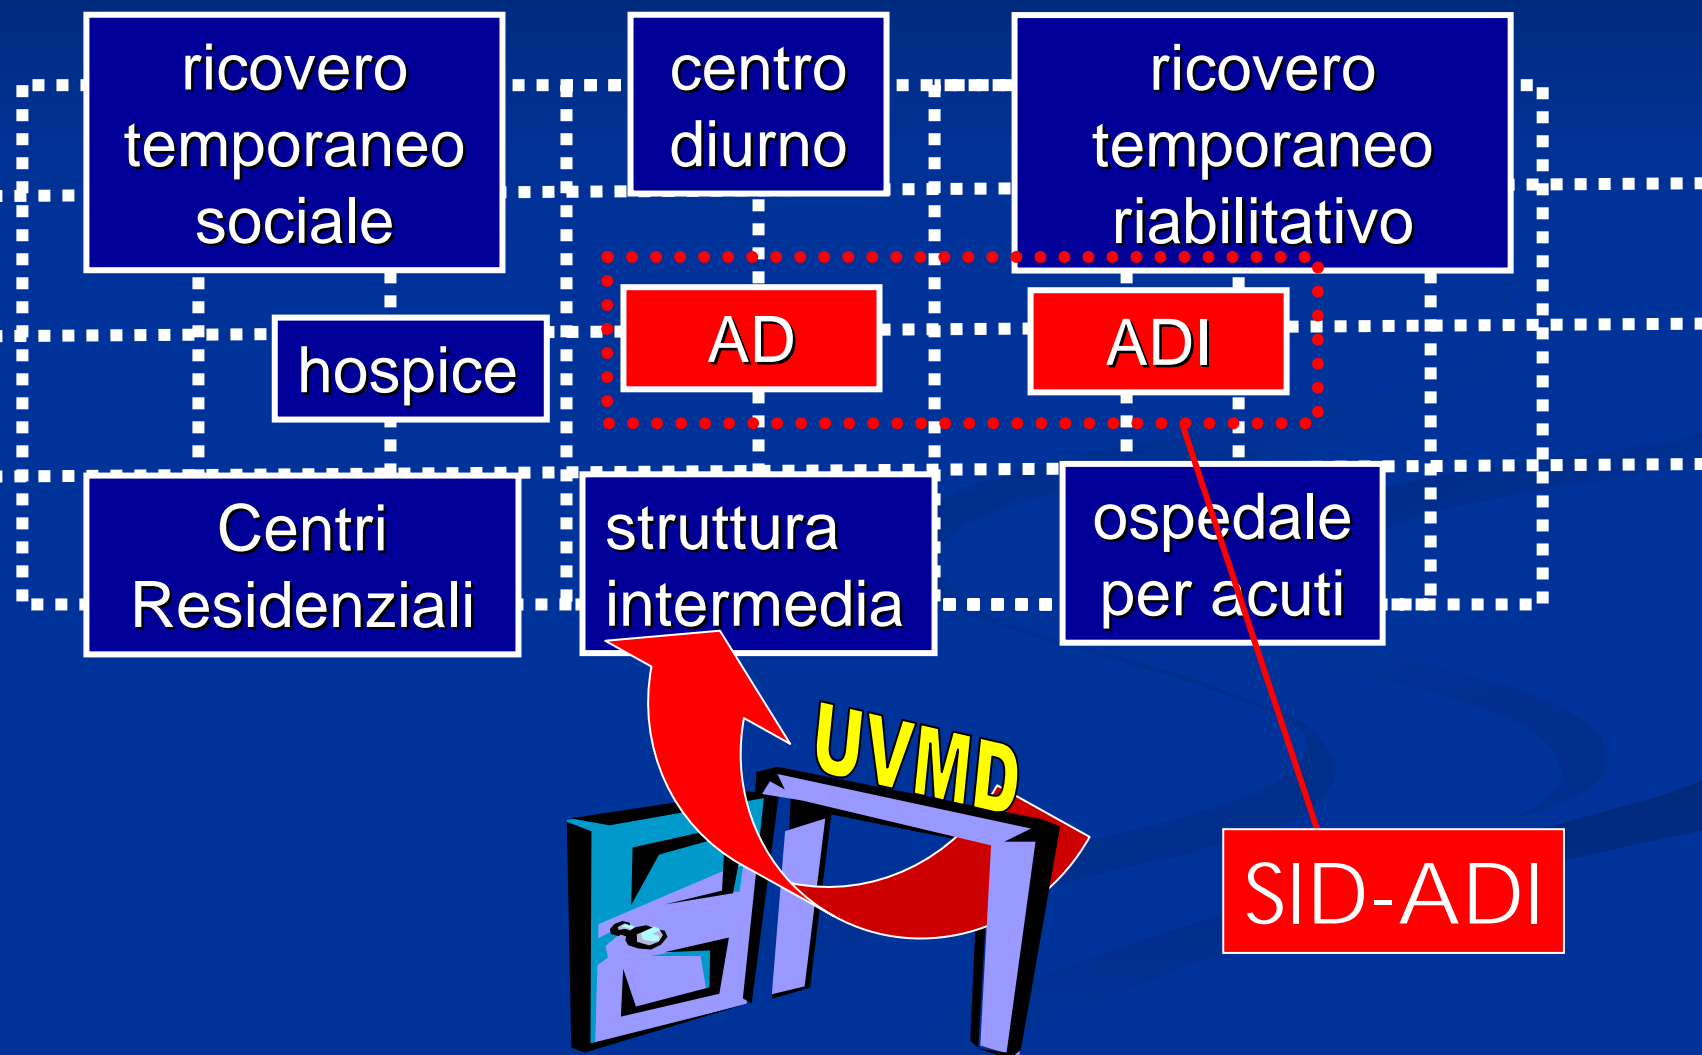 ricovero
temporaneo
sociale
centro
diurno
ricovero
temporaneo
riabilitativo
hospice
AD
ADI
Centri
Residenziali
struttura
intermedia
ospedale
per acuti
UVMD
SID-ADI